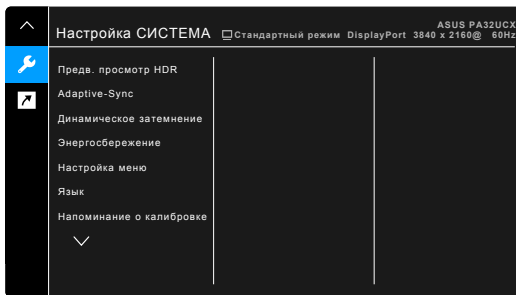 ASUS PA32UCX
Настройка СИСТЕМА Стандартный режим DisplayPort 3840 x 2160@ 60Hz
Предв. просмотр HDR
Adaptive-Sync
Динамическое затемнение
Энергосбережение
Настройка меню
Язык
Напоминание о калибровке